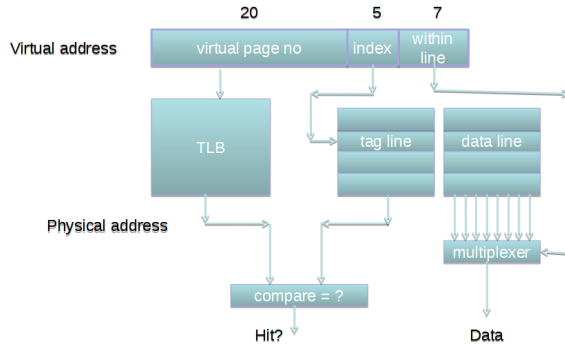 20 5 7
Virtual address virtual page no index within line
TLB tag line data line
Physical address
multiplexer
compare = ?
Hit? Data